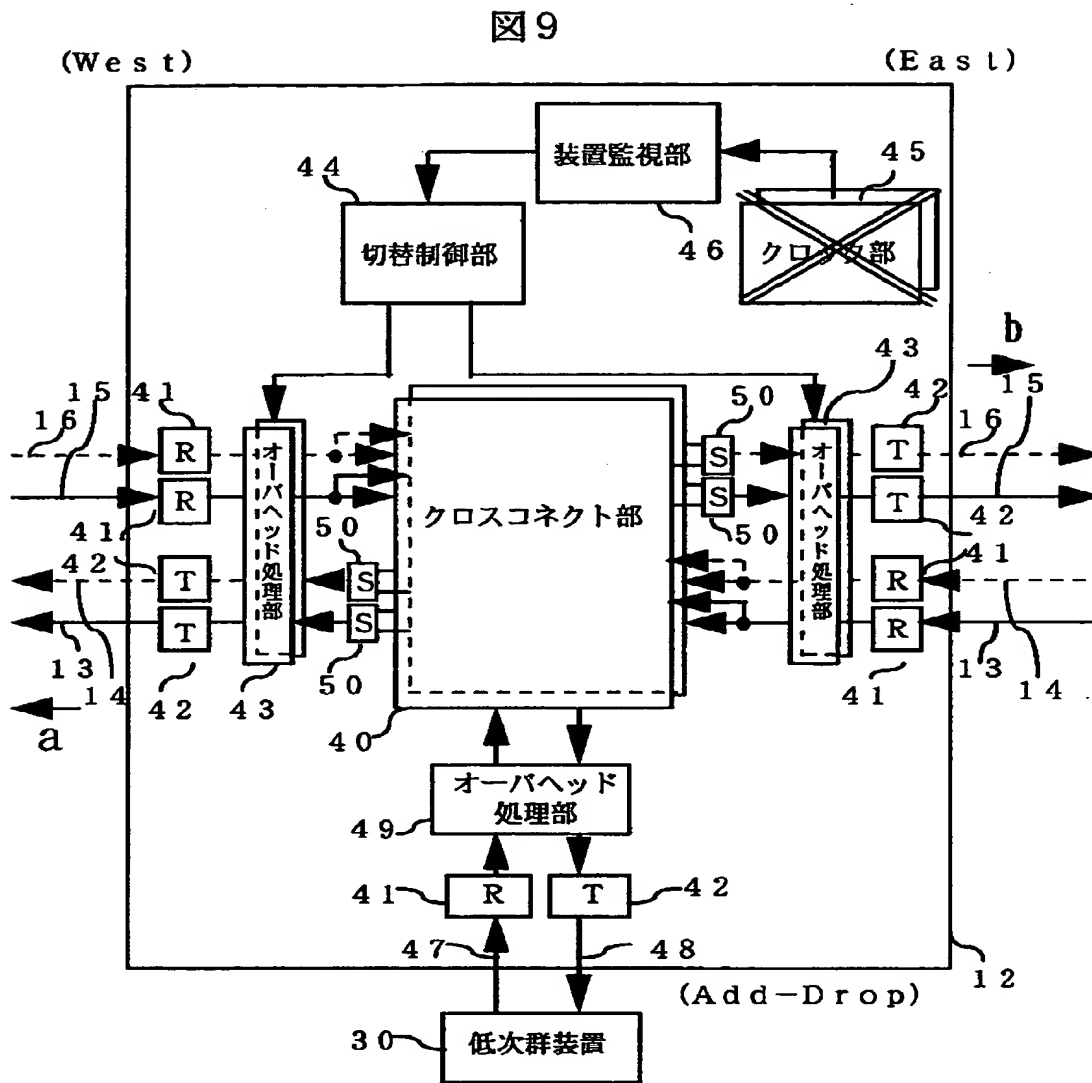 図9
(West)
(East)
装置監視部
45
44
切替制御部
46
クロック部
b
43
42
15
41
16
50
15
16
R
オーバヘッド処理部
S
オーバヘッド処理部
T
R
クロスコネクト部
S
T
41
50
50
42
42
50
41
T
S
R
T
S
R
13
14
42
43
50
41
14
13
a
40
オーバヘッド
処理部
49
41
R
T
42
47
48
12
(Add-Drop)
30
低次群装置